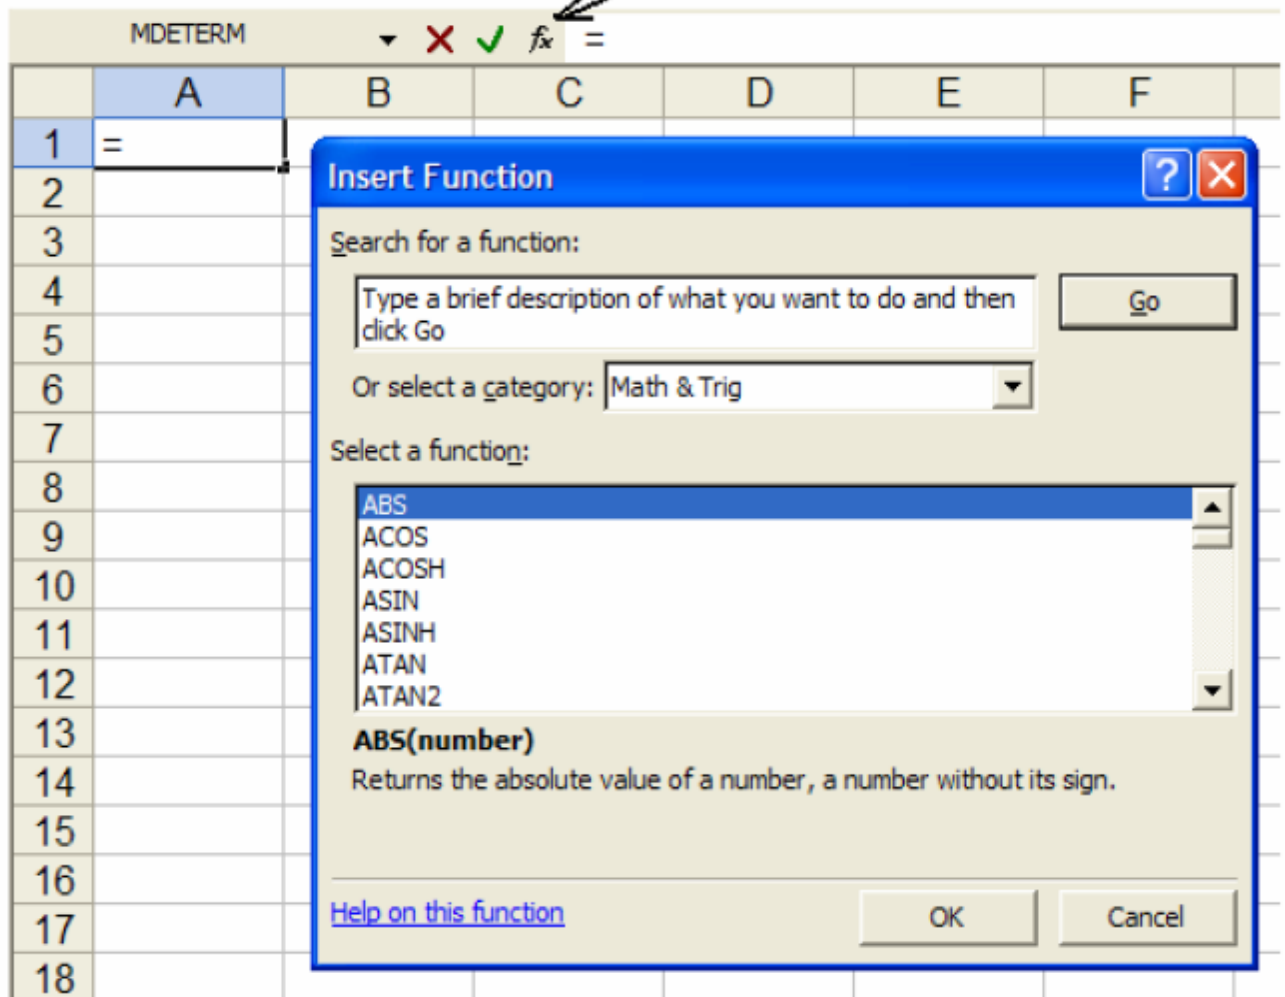 MDETERM fx =
A B C D E F
1 =
2
3
4
5
6
7
8
9
10
11
12
13
14
15
16
17
18
Insert Function ?
Search for a function:
Type a brief description of what you want to do and then
click Go
Go
Or select a category: Math & Trig
Select a function:
ABS
ACOS
ACOSH
ASIN
ASINH
ATAN
ATAN2
ABS(number)
Returns the absolute value of a number, a number without its sign.
Help on this function
OK Cancel